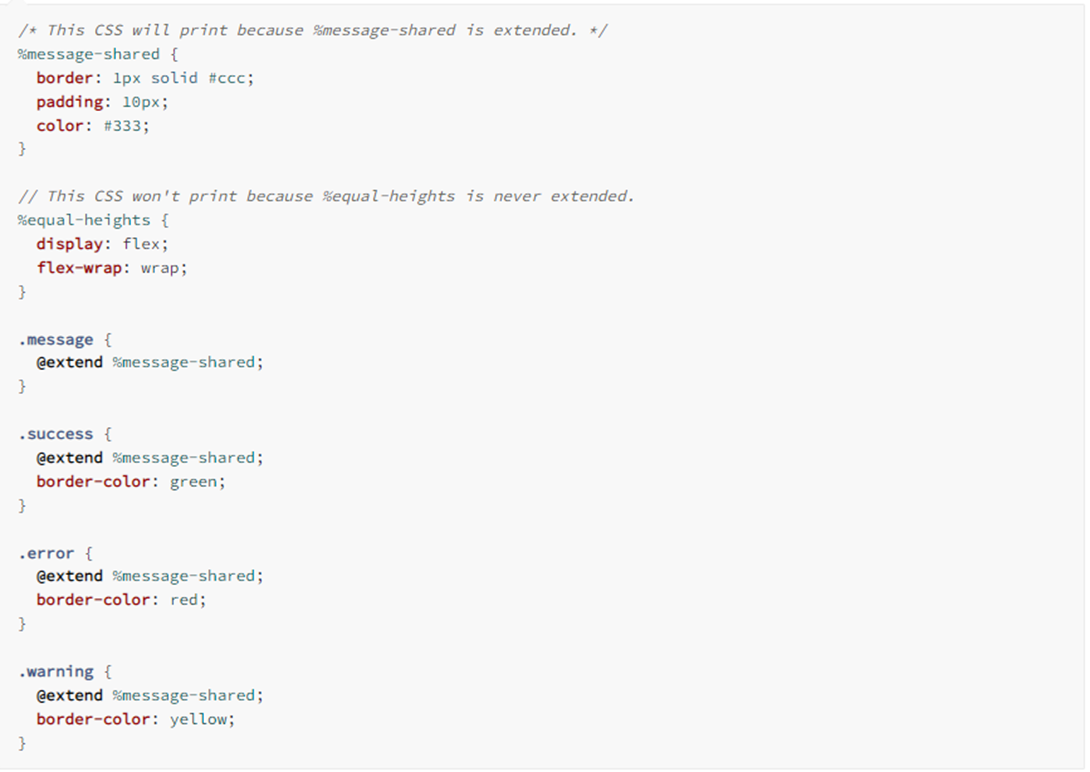 /* This CSS will print because %message-shared is extended. */
%message-shared {
  border: 1px solid #ccc;
  padding: 10px;
  color: #333;
}

// This CSS won't print because %equal-heights is never extended.
%equal-heights {
  display: flex;
  flex-wrap: wrap;
}

.message {
  @extend %message-shared;
}

.success {
  @extend %message-shared;
  border-color: green;
}

.error {
  @extend %message-shared;
  border-color: red;
}

.warning {
  @extend %message-shared;
  border-color: yellow;
}